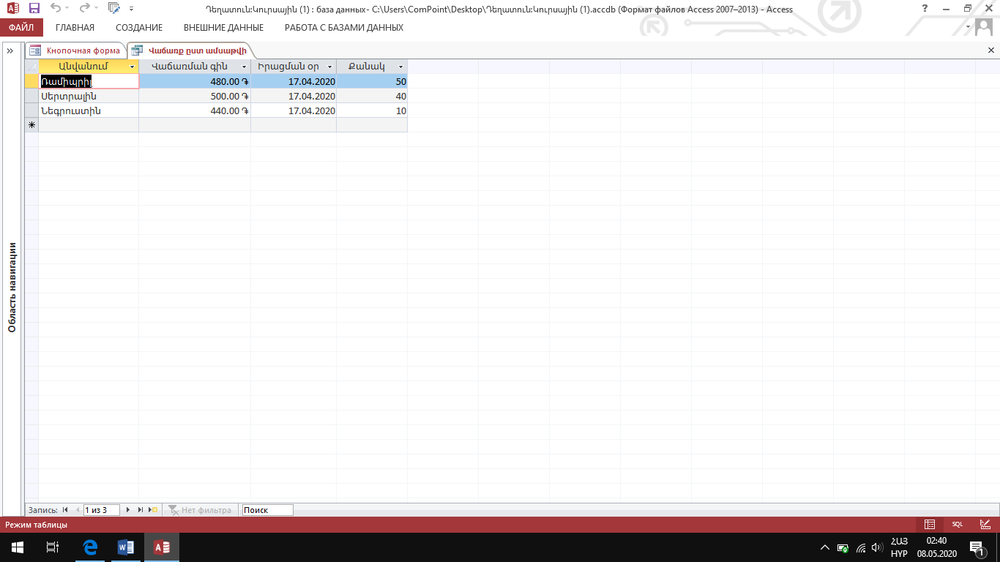 Դեղատուն:Կուրսային (1) : база данных- C:\Users\ComPoint\Desktop\Դեղատուն:Կուրսային (1).accdb (Формат файлов Access 2007–2013) - Access
ФАЙЛ ГЛАВНАЯ СОЗДАНИЕ ВНЕШНИЕ ДАННЫЕ РАБОТА С БАЗАМИ ДАННЫХ
Кнопочная форма Վաճառք ըստ ամսաթվի
Անվանում Վաճառման գին Իրացման օր Քանակ
Ռամիպրիլ 480.00 ֏ 17.04.2020 50
Սերտրալին 500.00 ֏ 17.04.2020 40
Նեգրուստին 440.00 ֏ 17.04.2020 10
Область навигации
Запись: 1 из 3 Нет фильтра Поиск
Режим таблицы SQL
ՀԱՅ 02:40
HYP 08.05.2020 1